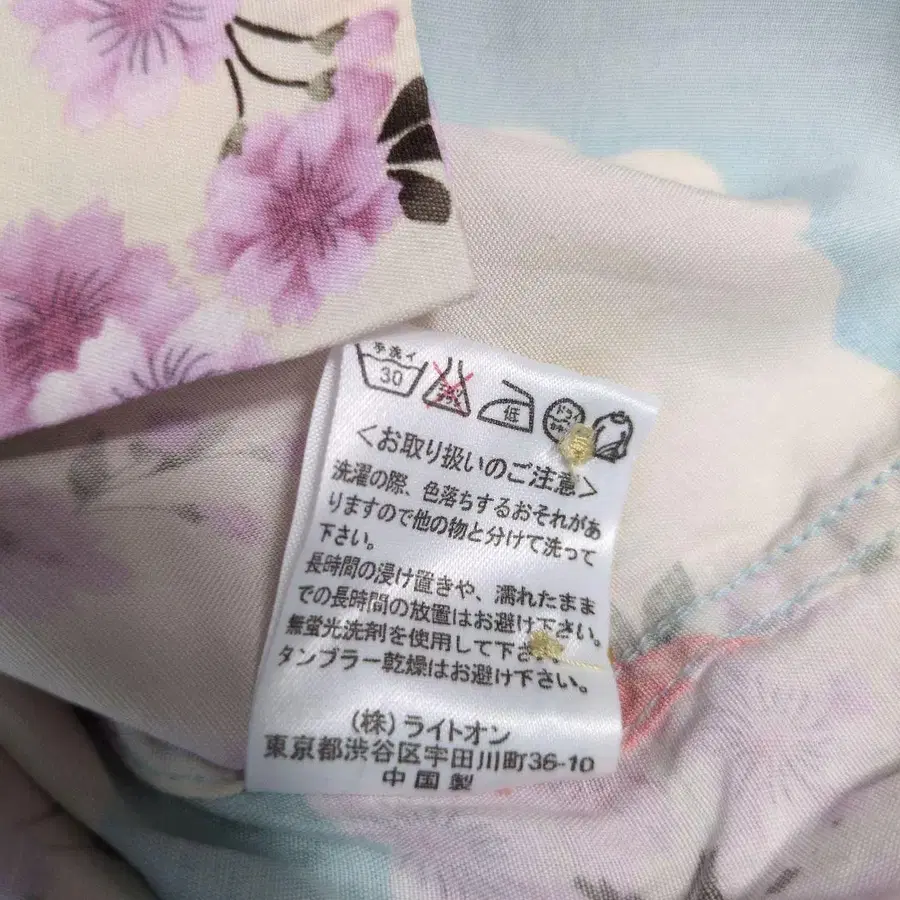 手洗イ
30
低
<お取り扱いのご注意>
洗濯の際、色落ちするおそれがあ
りますので他の物と分けて洗って
下さい。
長時間の浸け置きや、濡れたまま
での長時間の放置はお避け下さい。
無蛍光洗剤を使用して下さい。
タンブラー乾燥はお避け下さい。
(株)ライトオン
東京都渋谷区宇田川町36-10
中国製